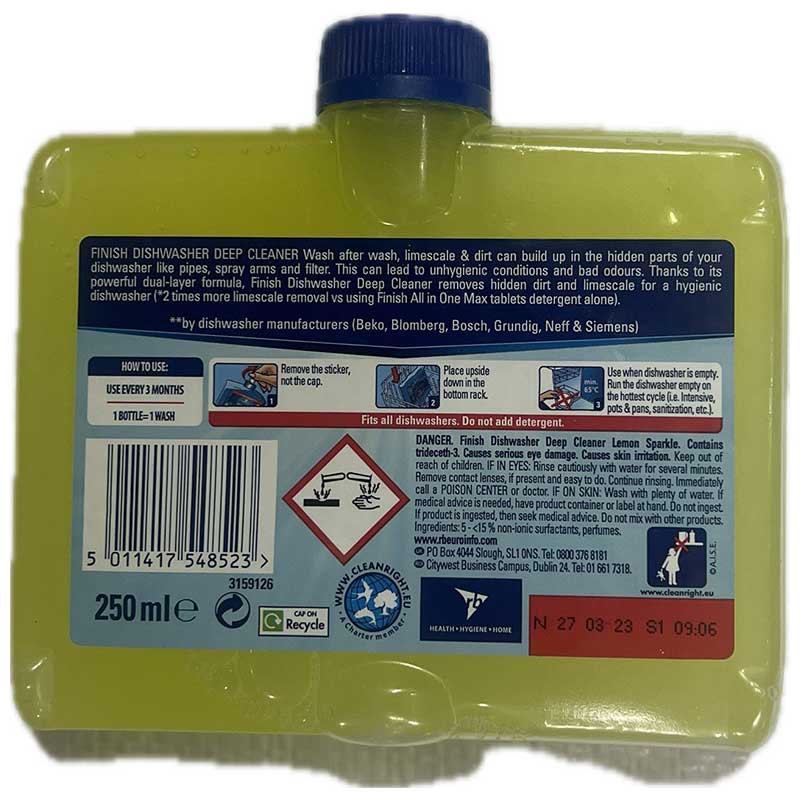 FINISH DISHWASHER DEEP CLEANER Wash after wash, limescale & dirt can build up in the hidden parts of your
dishwasher like pipes, spray arms and filter. This can lead to unhygienic conditions and bad odours. Thanks to its
powerful dual-layer formula, Finish Dishwasher Deep Cleaner removes hidden dirt and limescale for a hygienic
dishwasher (*2 times more limescale removal vs using Finish All in One Max tablets detergent alone).
**by dishwasher manufacturers (Beko, Blomberg, Bosch, Grundig, Neff & Siemens)
HOW TO USE:
USE EVERY 3 MONTHS
1 BOTTLE=1 WASH
1
Remove the sticker,
not the cap.
2
Place upside
down in the
bottom rack.
min.
65°C
3
Use when dishwasher is empty.
Run the dishwasher empty on
the hottest cycle (i.e. Intensive,
pots & pans, sanitization, etc.).
Fits all dishwashers. Do not add detergent.
DANGER. Finish Dishwasher Deep Cleaner Lemon Sparkle. Contains
trideceth-3. Causes serious eye damage. Causes skin irritation. Keep out of
reach of children. IF IN EYES: Rinse cautiously with water for several minutes.
Remove contact lenses, if present and easy to do. Continue rinsing. Immediately
call a POISON CENTER or doctor. IF ON SKIN: Wash with plenty of water. If
medical advice is needed, have product container or label at hand. Do not ingest.
If product is ingested, then seek medical advice. Do not mix with other products.
Ingredients: 5 - <15 % non-ionic surfactants, perfumes.
www.rbeuroinfo.com
PO Box 4044 Slough, SL1 0NS. Tel: 0800 376 8181
Citywest Business Campus, Dublin 24. Tel: 01 661 7318.
© A.I.S.E.
www.cleanright.eu
5 011417 548523 >
3159126
250 ml e
CAP ON
Recycle
WWW.CLEANRIGHT.EU
A Charter member
rb
HEALTH • HYGIENE • HOME
N 27 03 23 S1 09:06